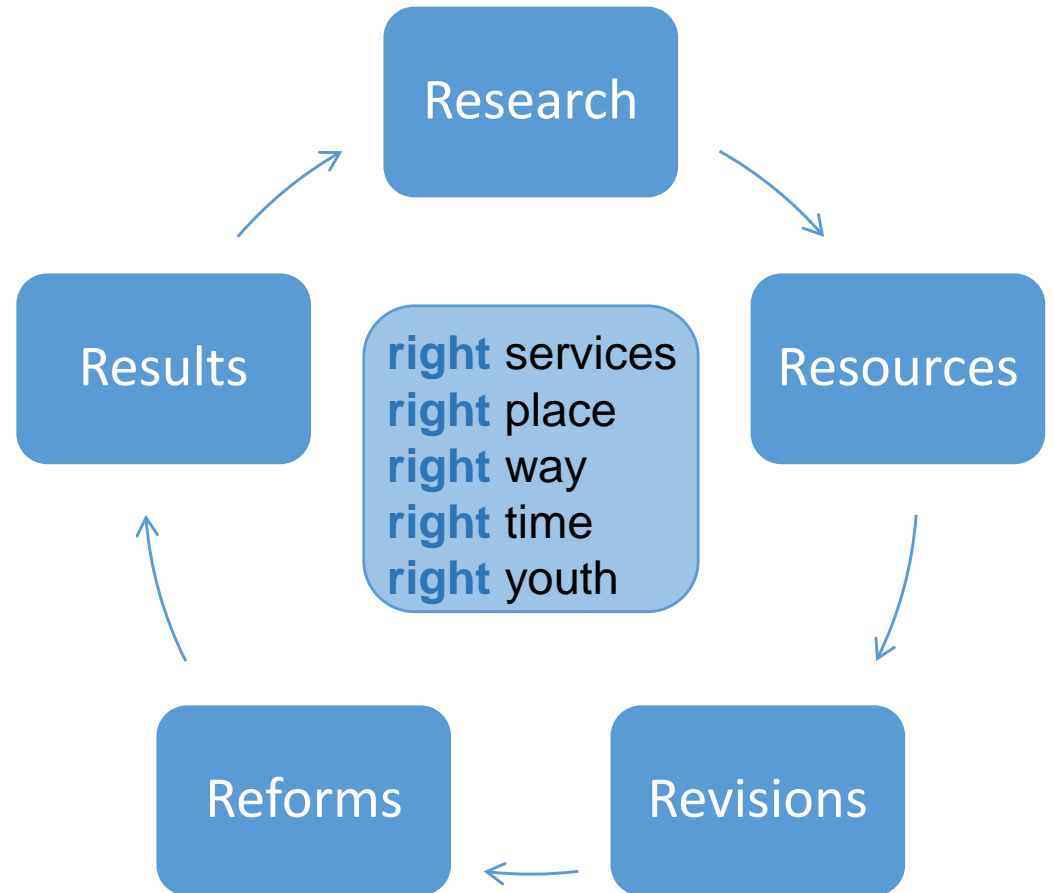 Research
Results
Resources
right services
right place
right way
right time
right youth
Reforms
Revisions